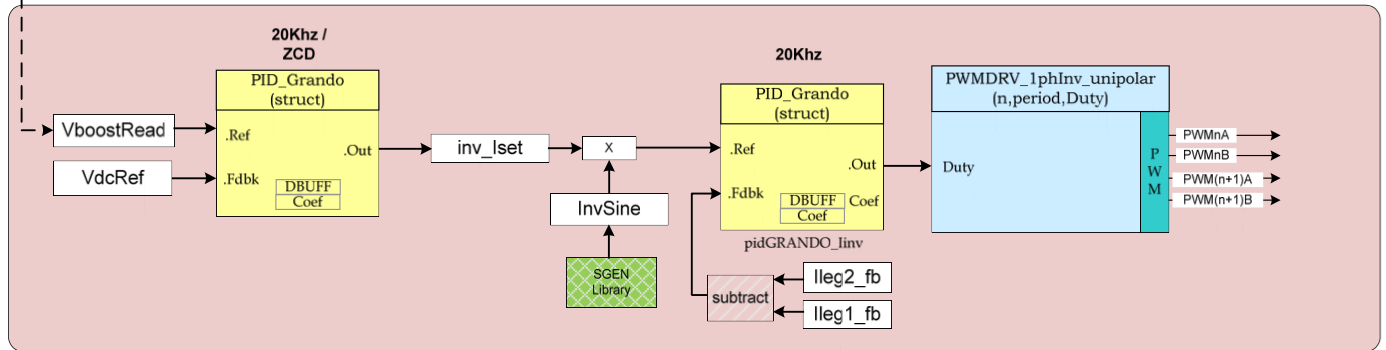 20Khz /
ZCD
PID_Grando
(struct)
VboostRead
VdcRef
.Ref
.Fdbk
.Out
DBUFF
Coef
inv_Iset
X
InvSine
SGEN
Library
20Khz
PID_Grando
(struct)
.Ref
.Fdbk
.Out
DBUFF
Coef
Coef
pidGRANDO_Iinv
subtract
Ileg2_fb
Ileg1_fb
PWMDRV_1phInv_unipolar
(n,period,Duty)
Duty
P
W
M
PWMnA
PWMnB
PWM(n+1)A
PWM(n+1)B